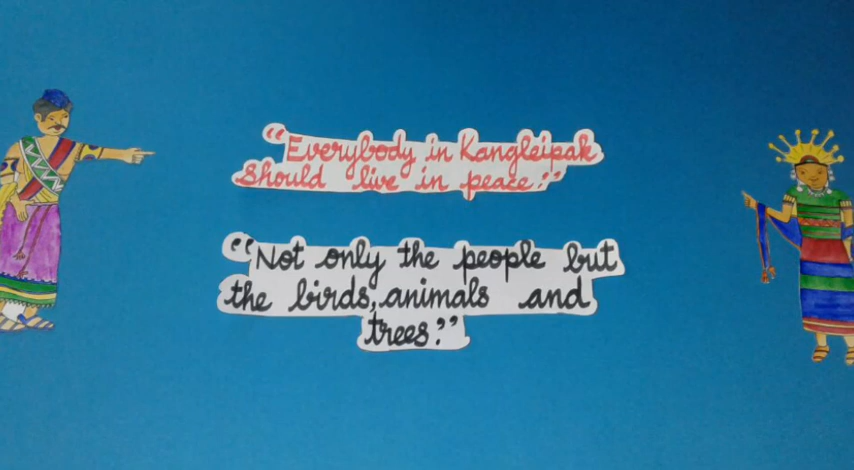 "Everybody in Kangleipak
Should live in peace."
"Not only the people but
the birds, animals and
trees."